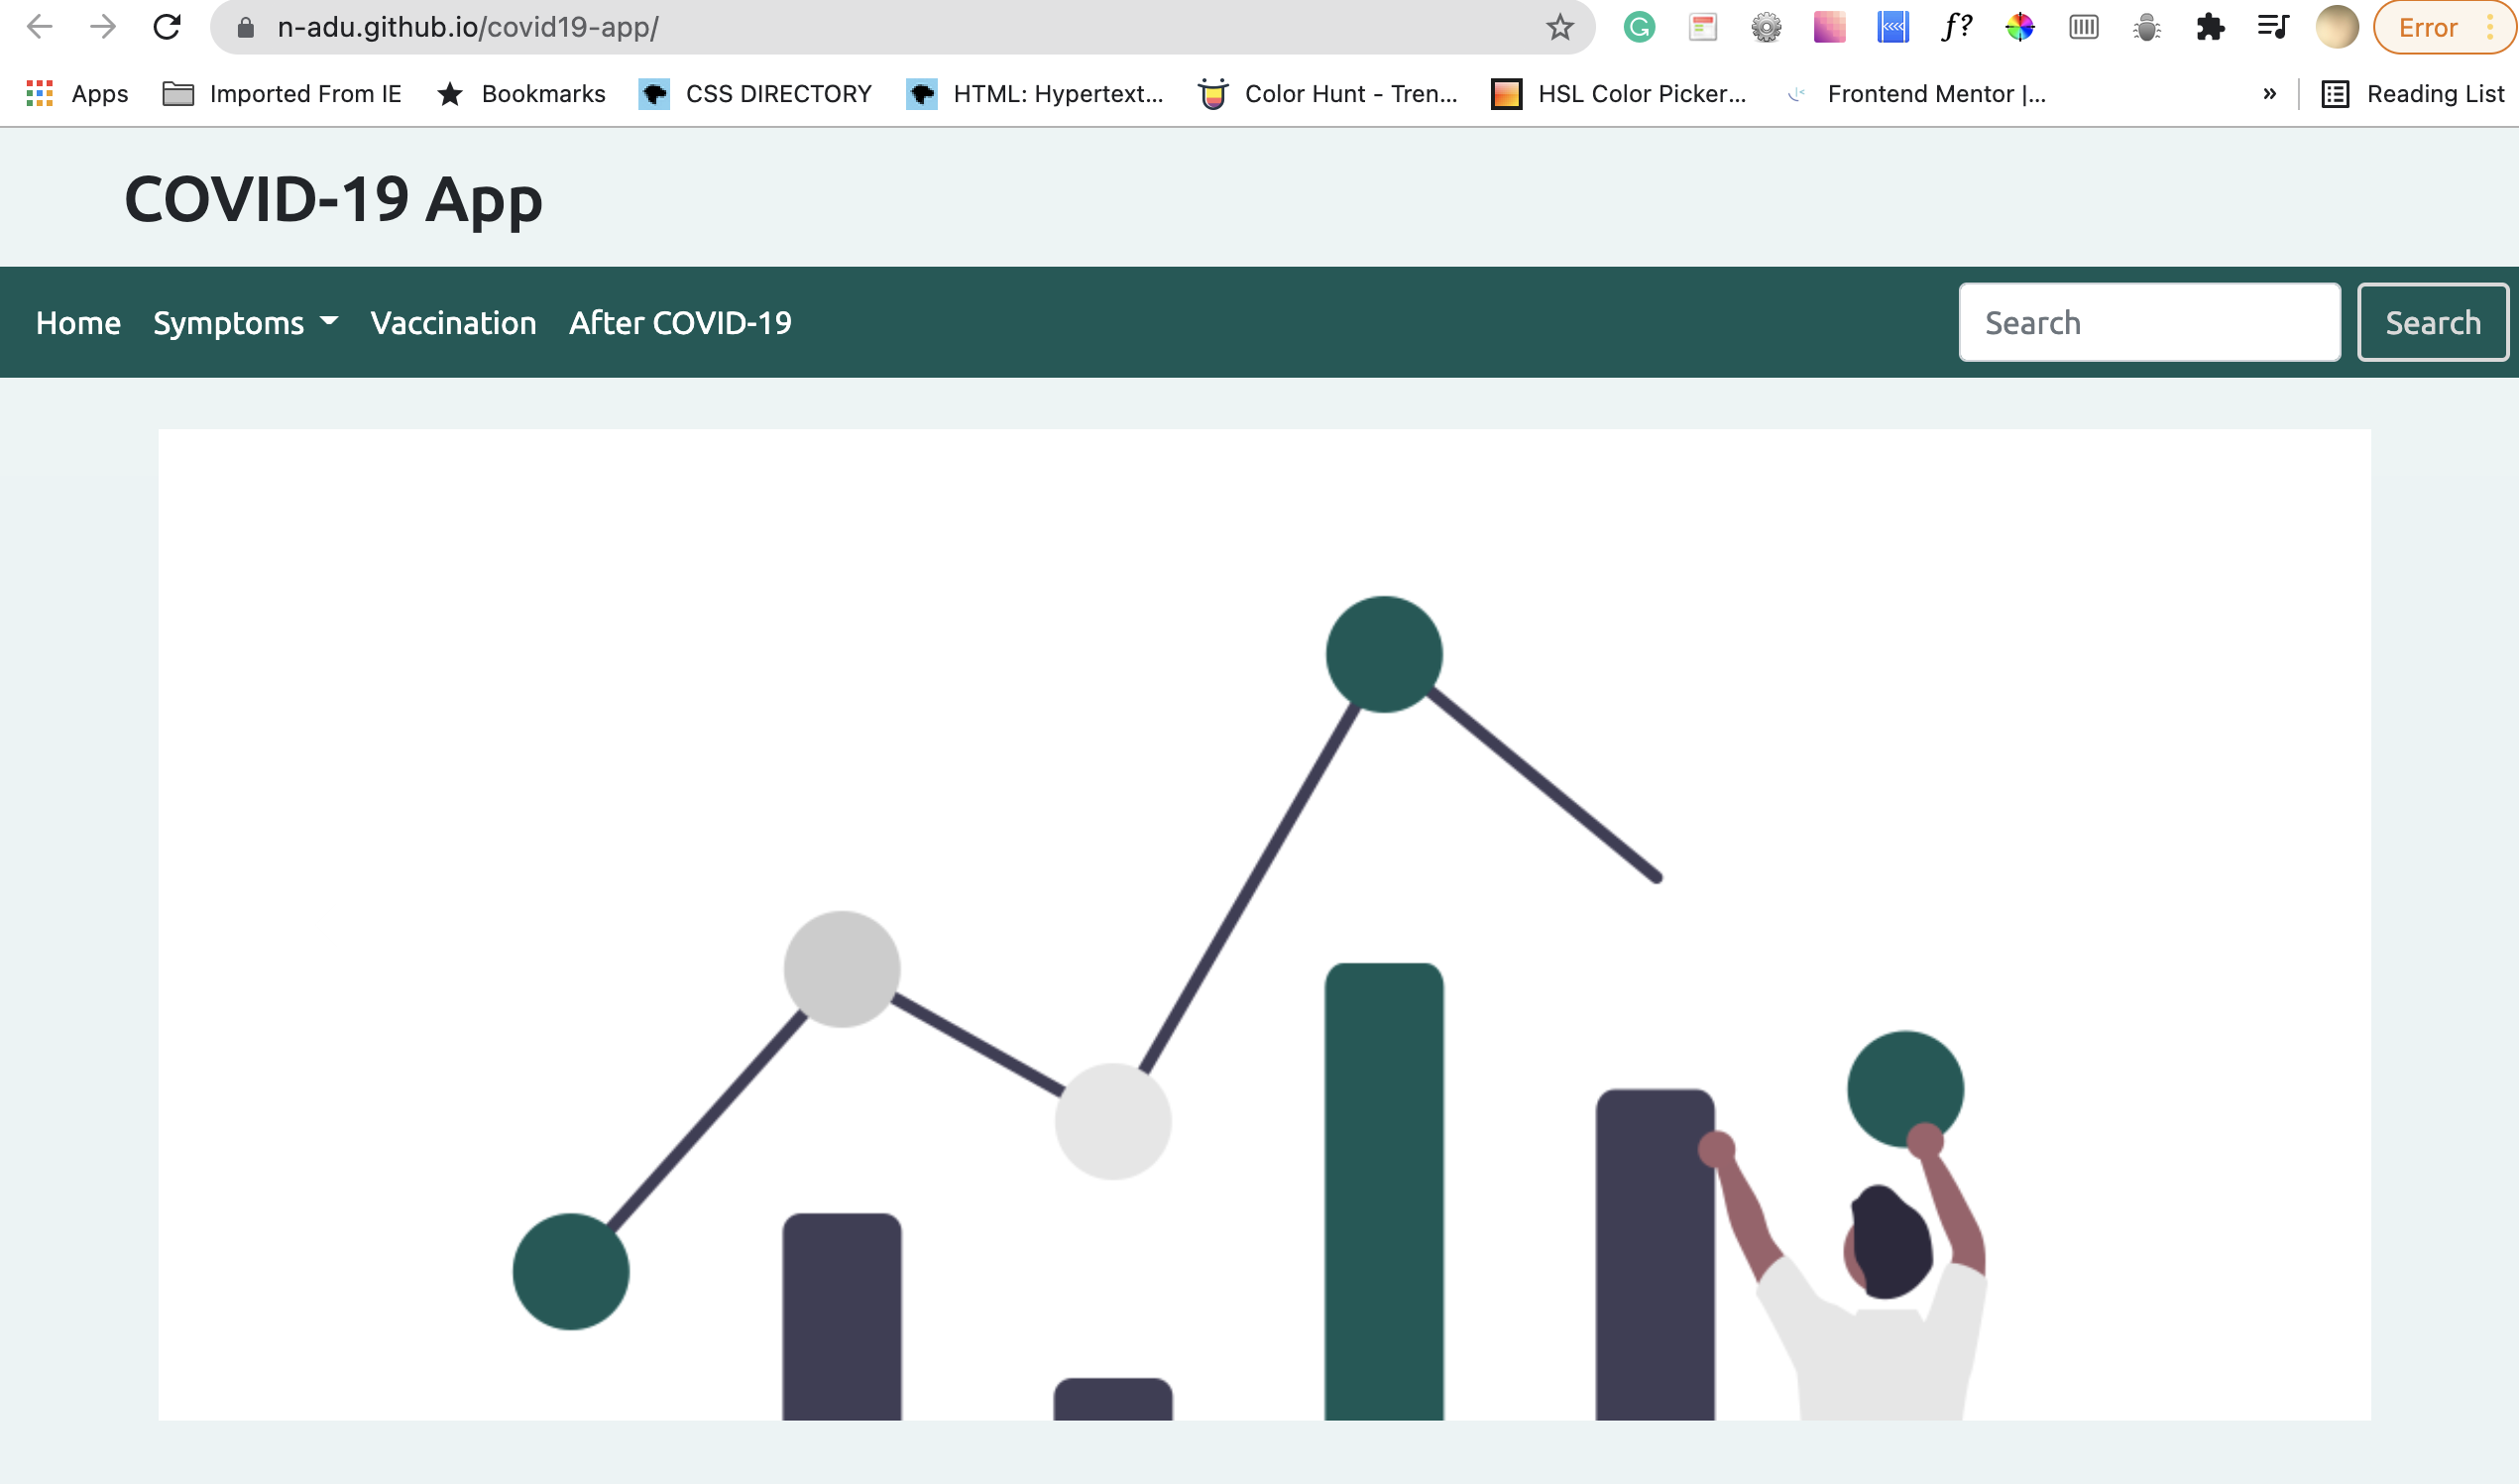 n-adu.github.io/covid19-app/ f? Error
Apps Imported From IE Bookmarks CSS DIRECTORY HTML: Hypertext... Color Hunt - Tren... HSL Color Picker... Frontend Mentor |... » Reading List
COVID-19 App
Home Symptoms Vaccination After COVID-19 Search Search